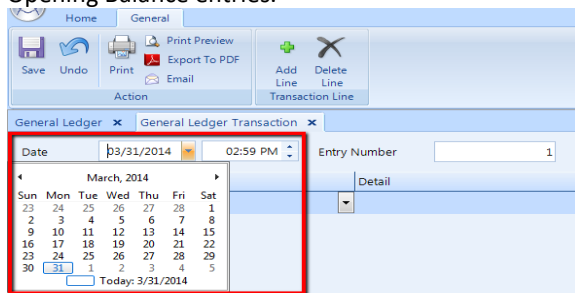 Opening Balance entries.
Home General
Save Undo Print Print Preview
Export To PDF
Email
Add Line Delete Line
Action Transaction Line
General Ledger General Ledger Transaction
Date 03/31/2014 02:59 PM Entry Number 1
Detail
March, 2014
Sun Mon Tue Wed Thu Fri Sat
23 24 25 26 27 28 1
2 3 4 5 6 7 8
9 10 11 12 13 14 15
16 17 18 19 20 21 22
23 24 25 26 27 28 29
30 31 1 2 3 4 5
Today: 3/31/2014